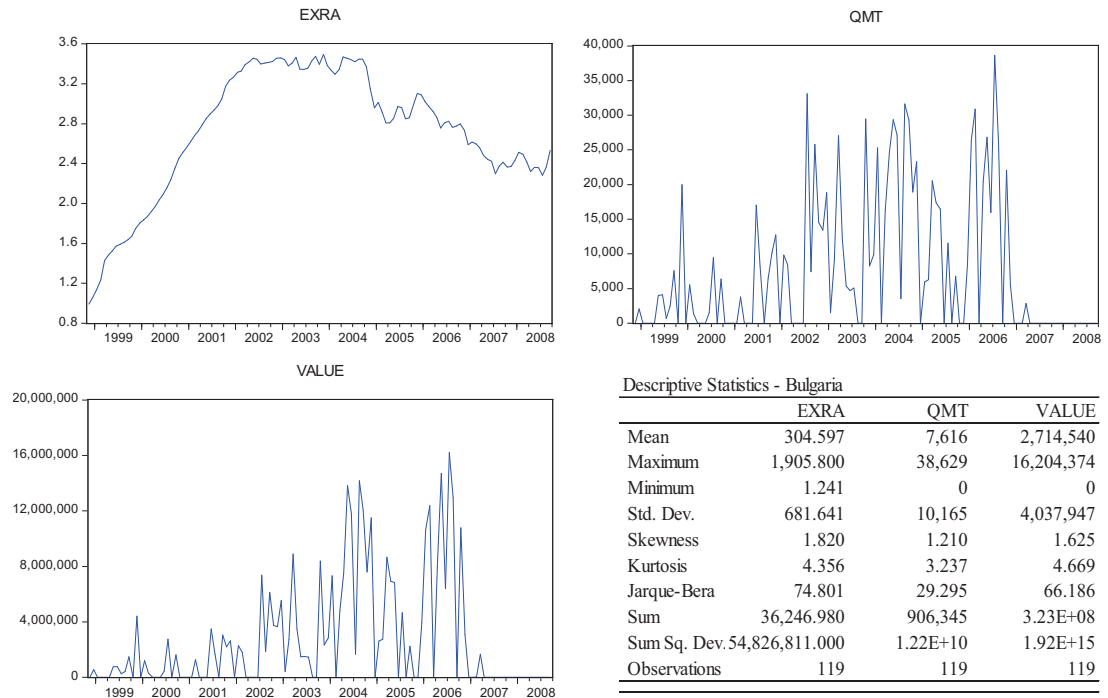 EXRA
3.6
3.2
2.8
2.4
2.0
1.6
1.2
0.8
1999 2000 2001 2002 2003 2004 2005 2006 2007 2008
QMT
40,000
35,000
30,000
25,000
20,000
15,000
10,000
5,000
0
1999 2000 2001 2002 2003 2004 2005 2006 2007 2008
VALUE
20,000,000
16,000,000
12,000,000
8,000,000
4,000,000
0
1999 2000 2001 2002 2003 2004 2005 2006 2007 2008
Descriptive Statistics - Bulgaria
EXRA QMT VALUE
Mean 304.597 7,616 2,714,540
Maximum 1,905.800 38,629 16,204,374
Minimum 1.241 0 0
Std. Dev. 681.641 10,165 4,037,947
Skewness 1.820 1.210 1.625
Kurtosis 4.356 3.237 4.669
Jarque-Bera 74.801 29.295 66.186
Sum 36,246.980 906,345 3.23E+08
Sum Sq. Dev. 54,826,811.000 1.22E+10 1.92E+15
Observations 119 119 119